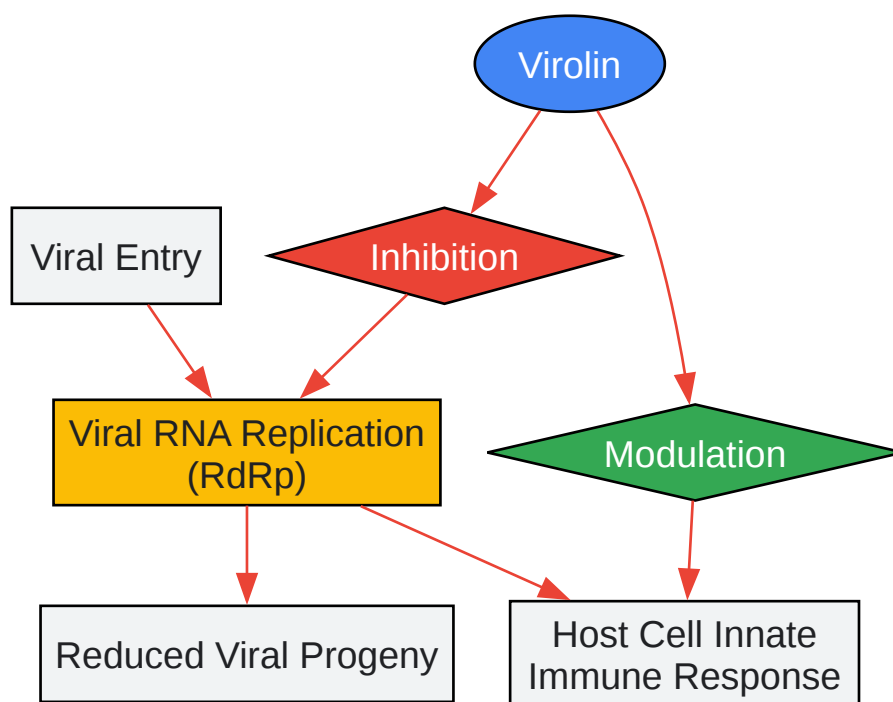 Virolin
Viral Entry
Inhibition
Viral RNA Replication
(RdRp)
Modulation
Reduced Viral Progeny
Host Cell Innate
Immune Response